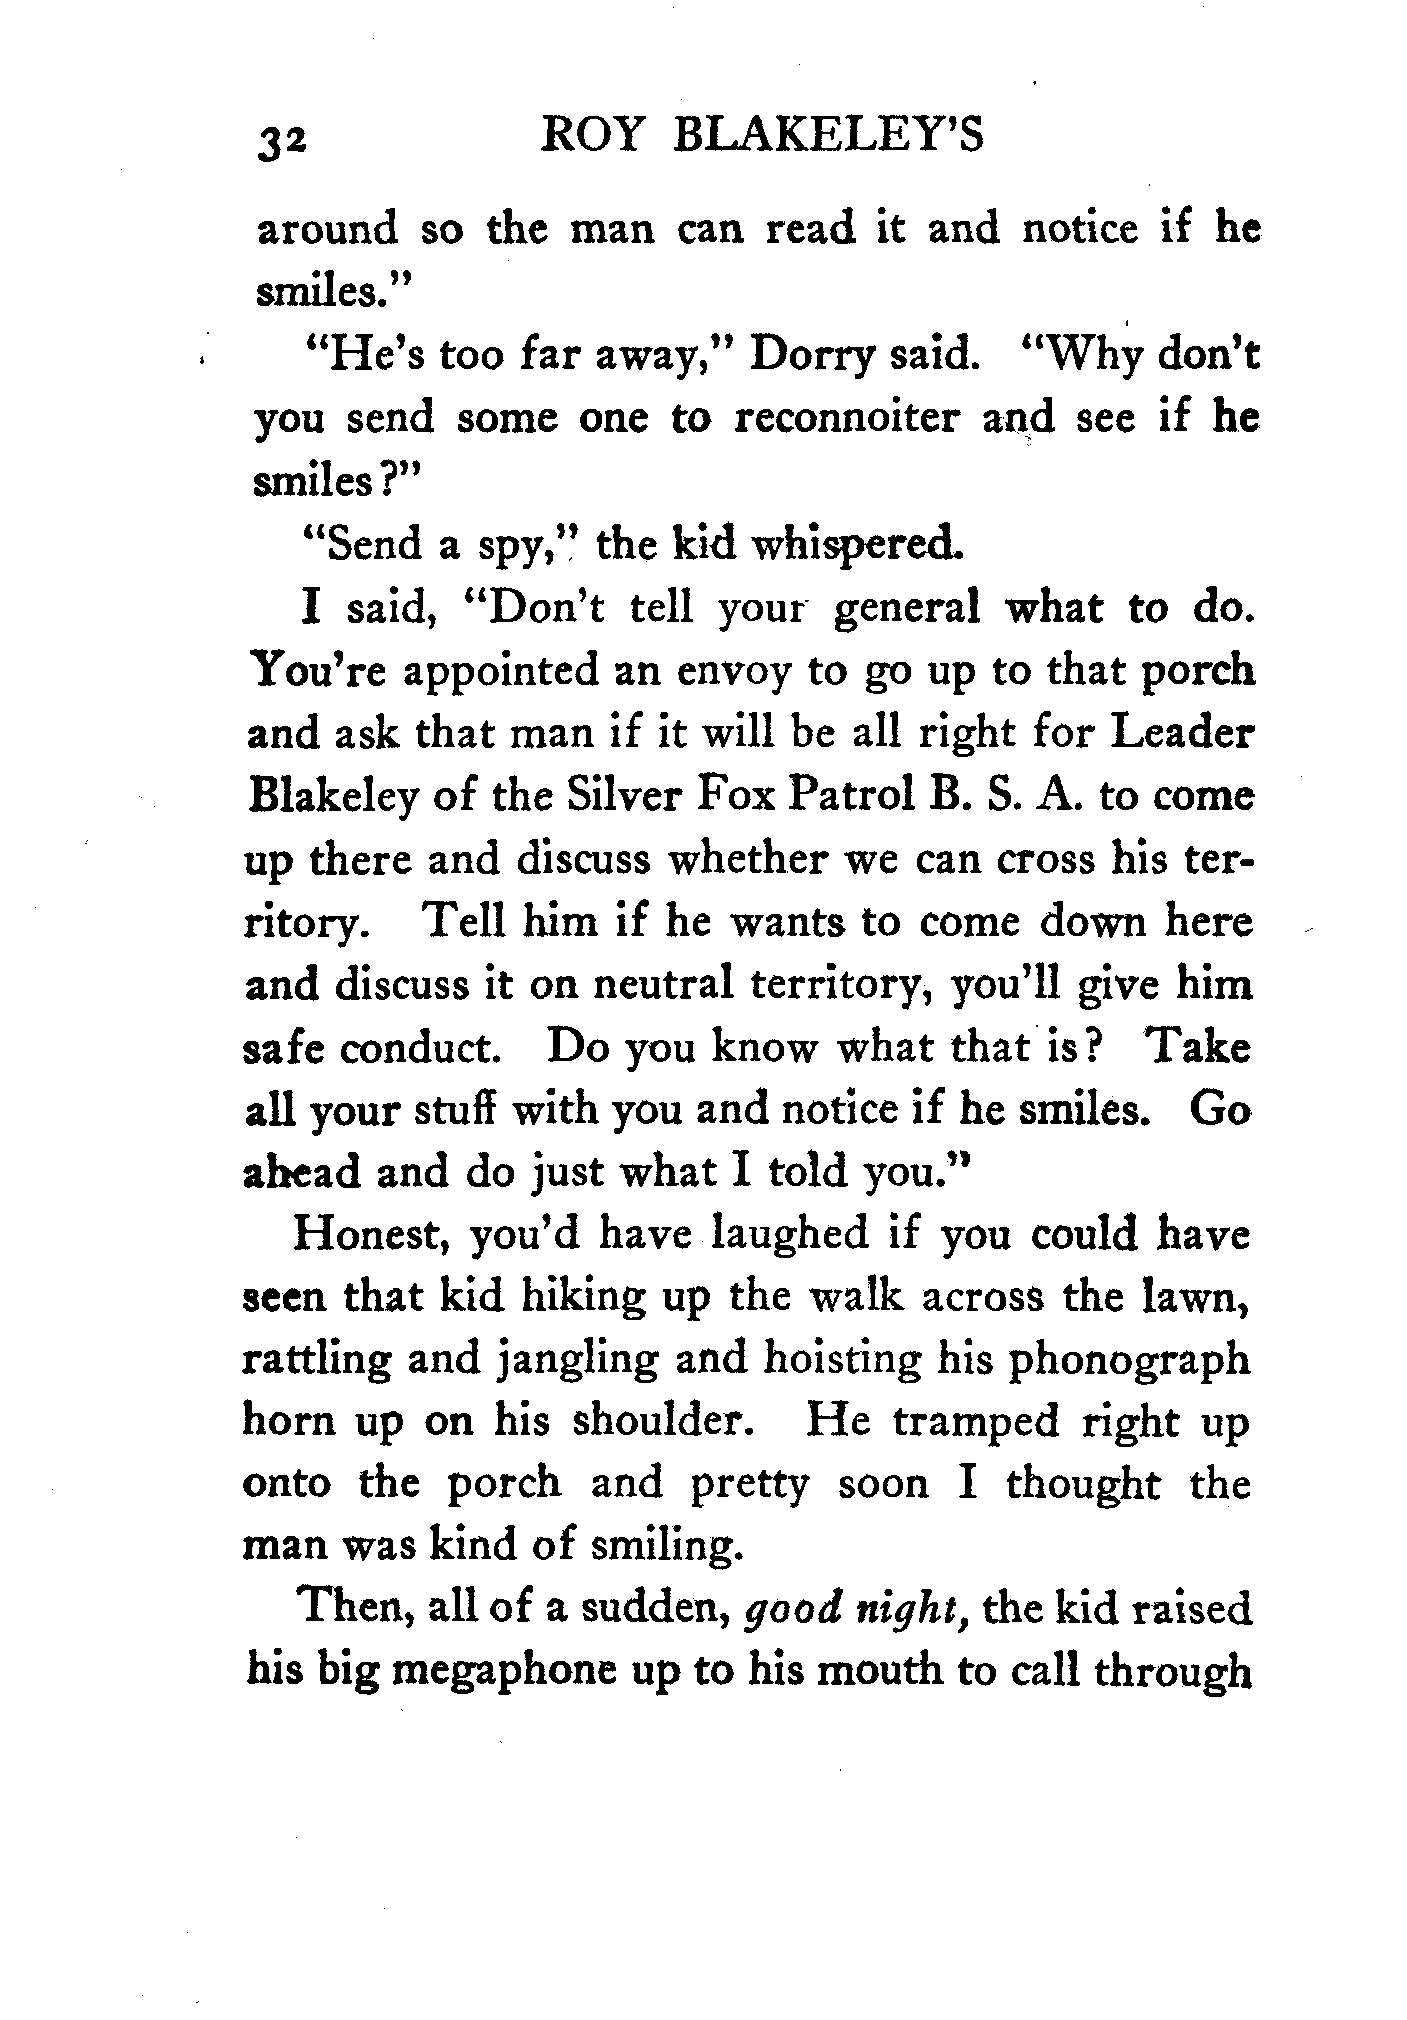 32 ROY BLAKELEY'S
around so the man can read it and notice if he
smiles."
"He's too far away," Dorry said. "Why don't
you send some one to reconnoiter and see if he
smiles?"
"Send a spy," the kid whispered.
I said, "Don't tell your general what to do.
You're appointed an envoy to go up to that porch
and ask that man if it will be all right for Leader
Blakeley of the Silver Fox Patrol B. S. A. to come
up there and discuss whether we can cross his ter-
ritory. Tell him if he wants to come down here
and discuss it on neutral territory, you'll give him
safe conduct. Do you know what that is? Take
all your stuff with you and notice if he smiles. Go
ahead and do just what I told you."
Honest, you'd have laughed if you could have
seen that kid hiking up the walk across the lawn,
rattling and jangling and hoisting his phonograph
horn up on his shoulder. He tramped right up
onto the porch and pretty soon I thought the
man was kind of smiling.
Then, all of a sudden, good night, the kid raised
his big megaphone up to his mouth to call through